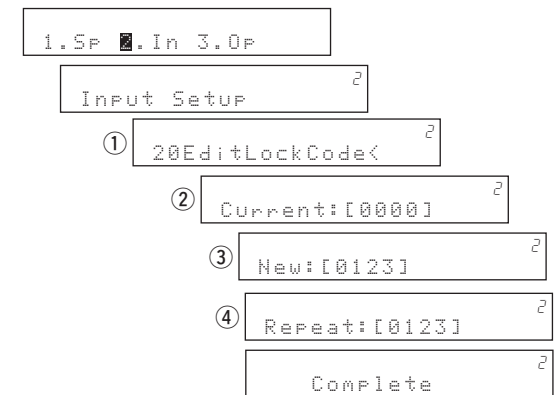 1.Sp 2.In 3.Op
2
Input Setup
① 2
20EditLockCode<
② 2
Current:[0000]
③ 2
New:[0123]
④ 2
Repeat:[0123]
2
Complete